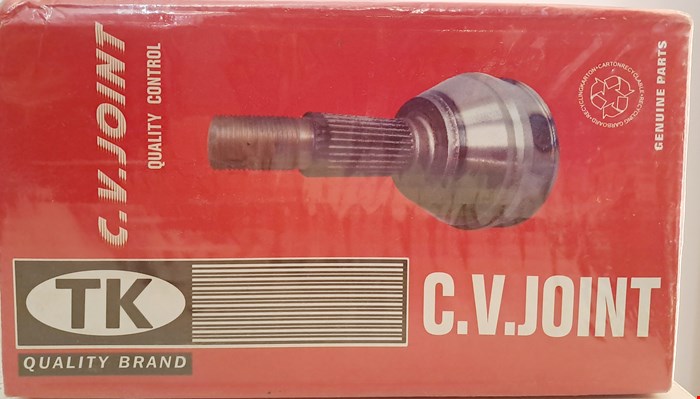 C.V.JOINT
QUALITY CONTROL
GENUINE PARTS
TK
QUALITY BRAND
C.V.JOINT